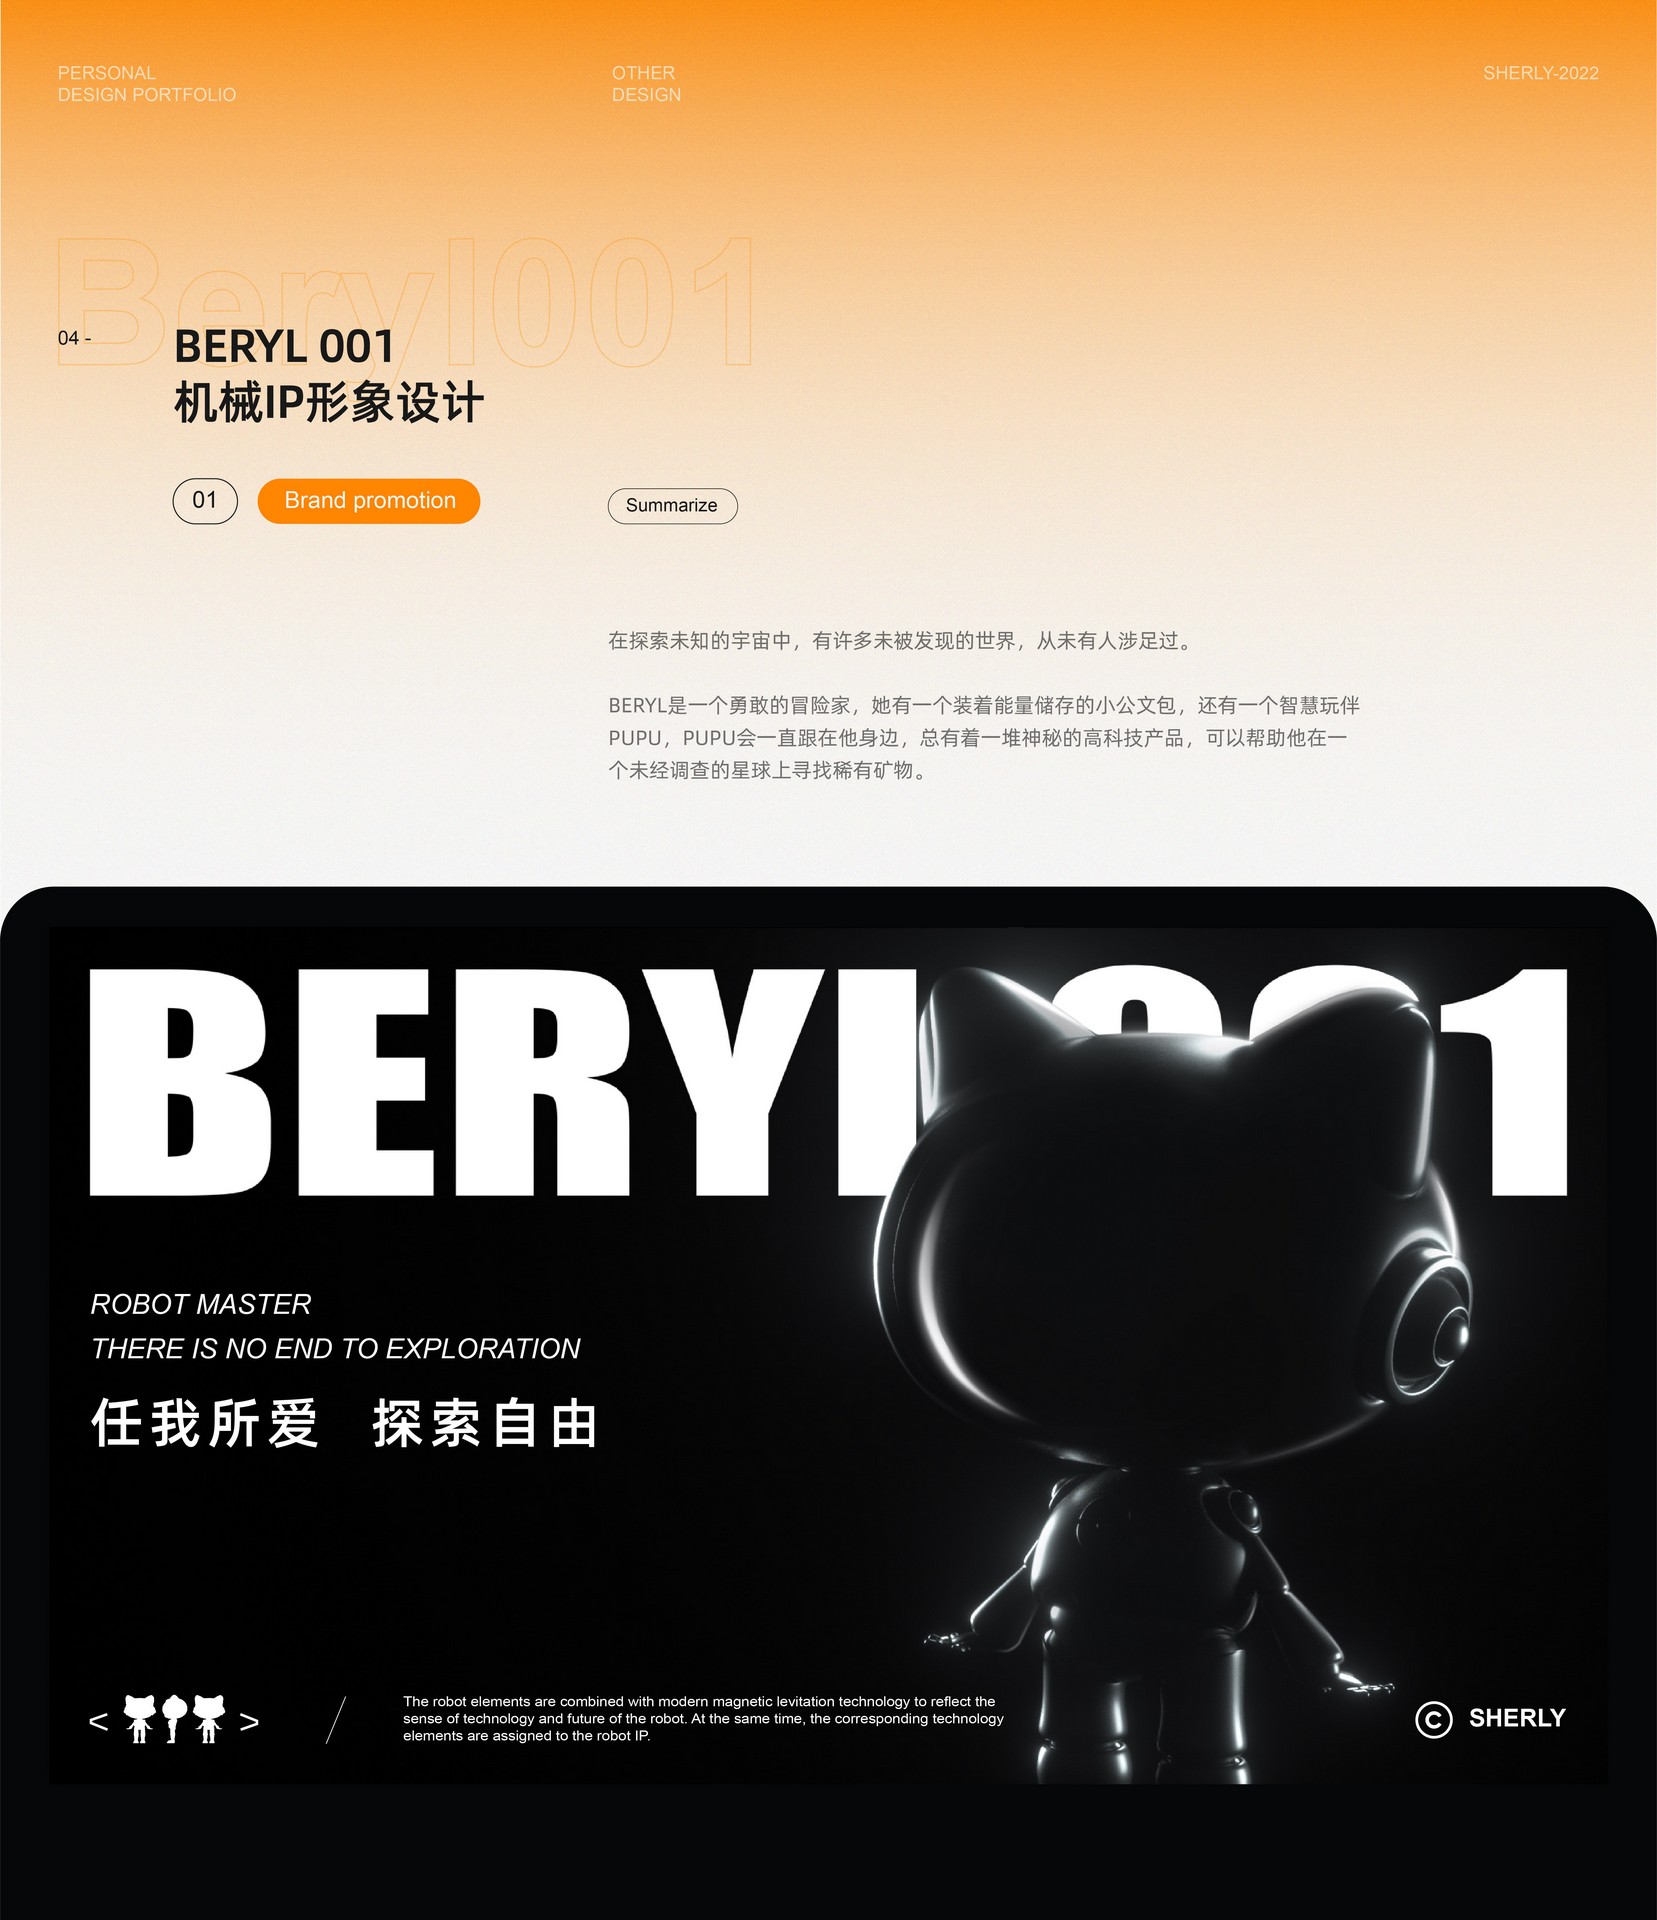 PERSONAL
DESIGN PORTFOLIO
OTHER
DESIGN
SHERLY-2022
Beryl001
04 -
BERYL 001
机械IP形象设计
01
Brand promotion
Summarize
在探索未知的宇宙中，有许多未被发现的世界，从未有人涉足过。
BERYL是一个勇敢的冒险家，她有一个装着能量储存的小公文包，还有一个智慧玩伴
PUPU，PUPU会一直跟在他身边，总有着一堆神秘的高科技产品，可以帮助他在一
个未经调查的星球上寻找稀有矿物。
BERYL 001
ROBOT MASTER
THERE IS NO END TO EXPLORATION
任我所爱 探索自由
< >
The robot elements are combined with modern magnetic levitation technology to reflect the
sense of technology and future of the robot. At the same time, the corresponding technology
elements are assigned to the robot IP.
© SHERLY